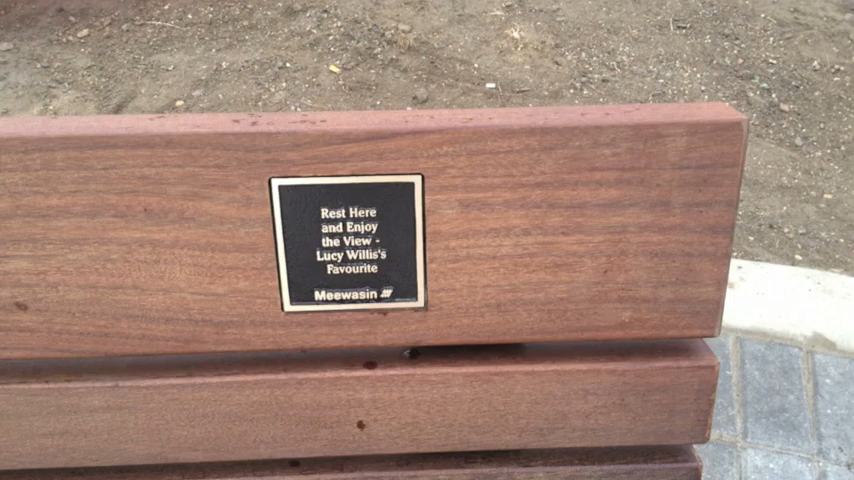 Rest Here
and Enjoy
the View -
Lucy Willis's
Favourite
Meewasin